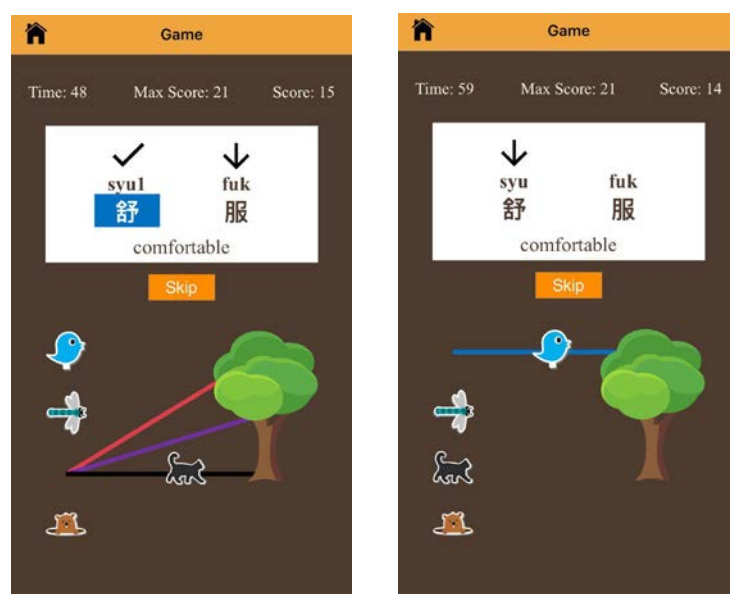 Game
Time: 48 Max Score: 21 Score: 15
syu1 fuk
舒 服
comfortable
Skip
Game
Time: 59 Max Score: 21 Score: 14
syu fuk
舒 服
comfortable
Skip